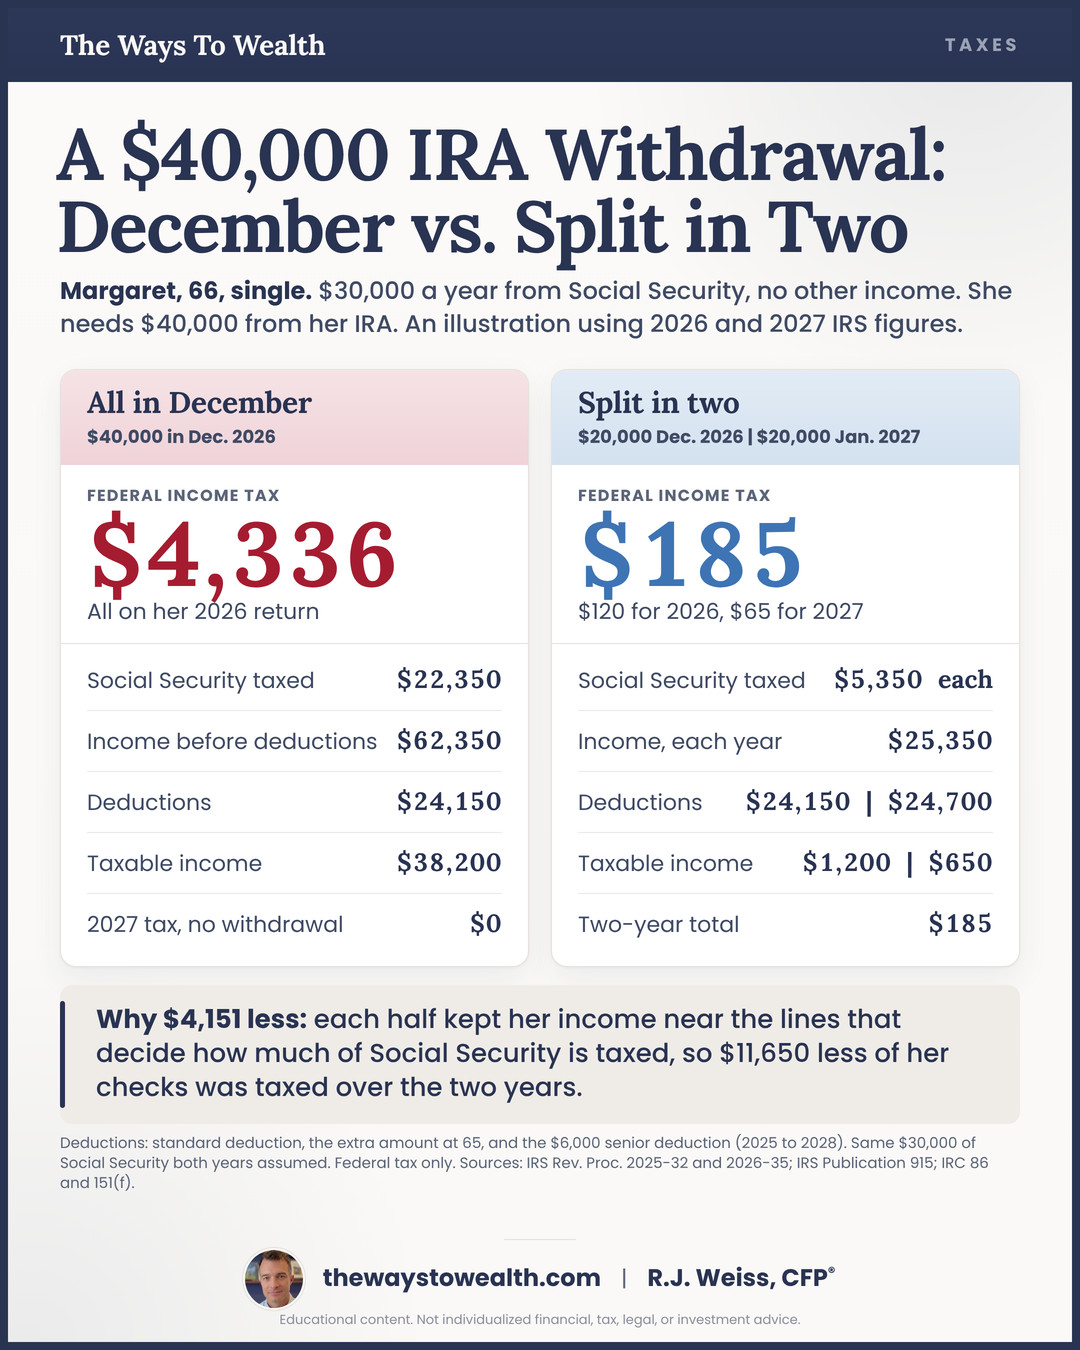 The Ways To Wealth
TAXES
A $40,000 IRA Withdrawal:
December vs. Split in Two
Margaret, 66, single. $30,000 a year from Social Security, no other income. She
needs $40,000 from her IRA. An illustration using 2026 and 2027 IRS figures.
All in December
$40,000 in Dec. 2026
FEDERAL INCOME TAX
$4,336
All on her 2026 return
Social Security taxed $22,350
Income before deductions $62,350
Deductions $24,150
Taxable income $38,200
2027 tax, no withdrawal $0
Split in two
$20,000 Dec. 2026 | $20,000 Jan. 2027
FEDERAL INCOME TAX
$185
$120 for 2026, $65 for 2027
Social Security taxed $5,350 each
Income, each year $25,350
Deductions $24,150 | $24,700
Taxable income $1,200 | $650
Two-year total $185
Why $4,151 less: each half kept her income near the lines that
decide how much of Social Security is taxed, so $11,650 less of her
checks was taxed over the two years.
Deductions: standard deduction, the extra amount at 65, and the $6,000 senior deduction (2025 to 2028). Same $30,000 of
Social Security both years assumed. Federal tax only. Sources: IRS Rev. Proc. 2025-32 and 2026-35; IRS Publication 915; IRC 86
and 151(f).
thewaystowealth.com | R.J. Weiss, CFP®
Educational content. Not individualized financial, tax, legal, or investment advice.